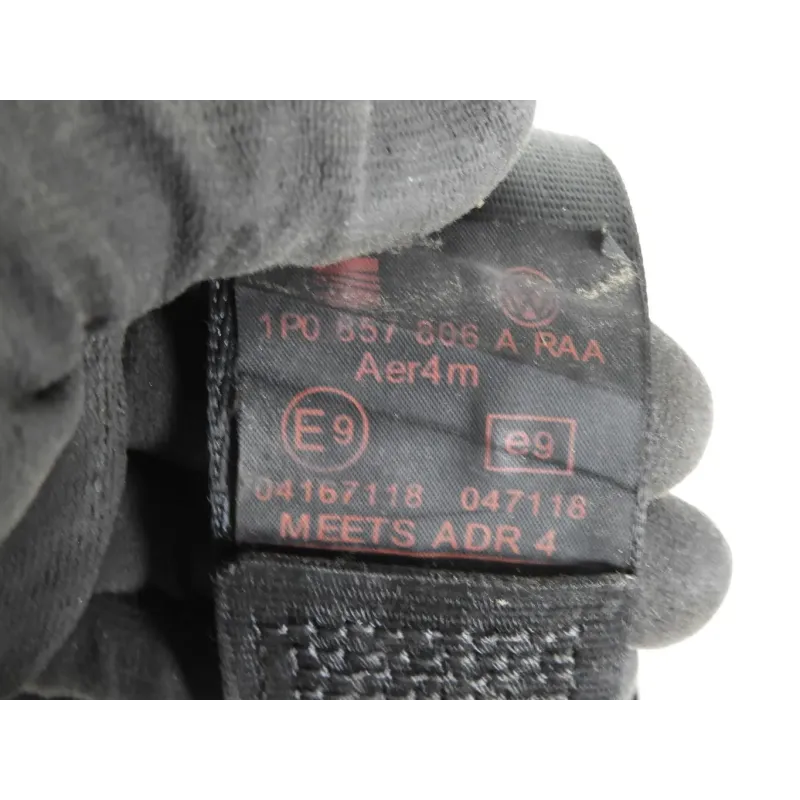 1P0 857 806 A RAA
Aer4m
E9 e9
04167118 047118
MEETS ADR 4